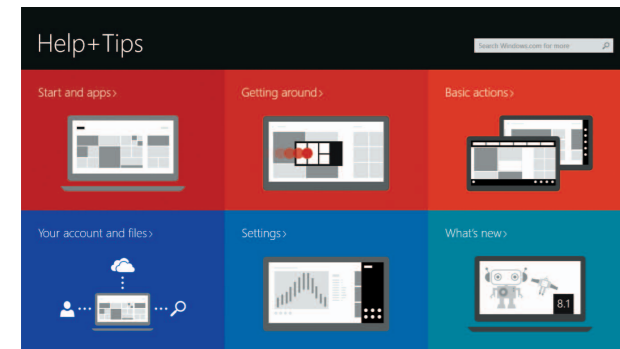 Help+Tips
Search Windows.com for more
Start and apps›
Getting around›
Basic actions›
Your account and files›
Settings›
What's new›
8.1